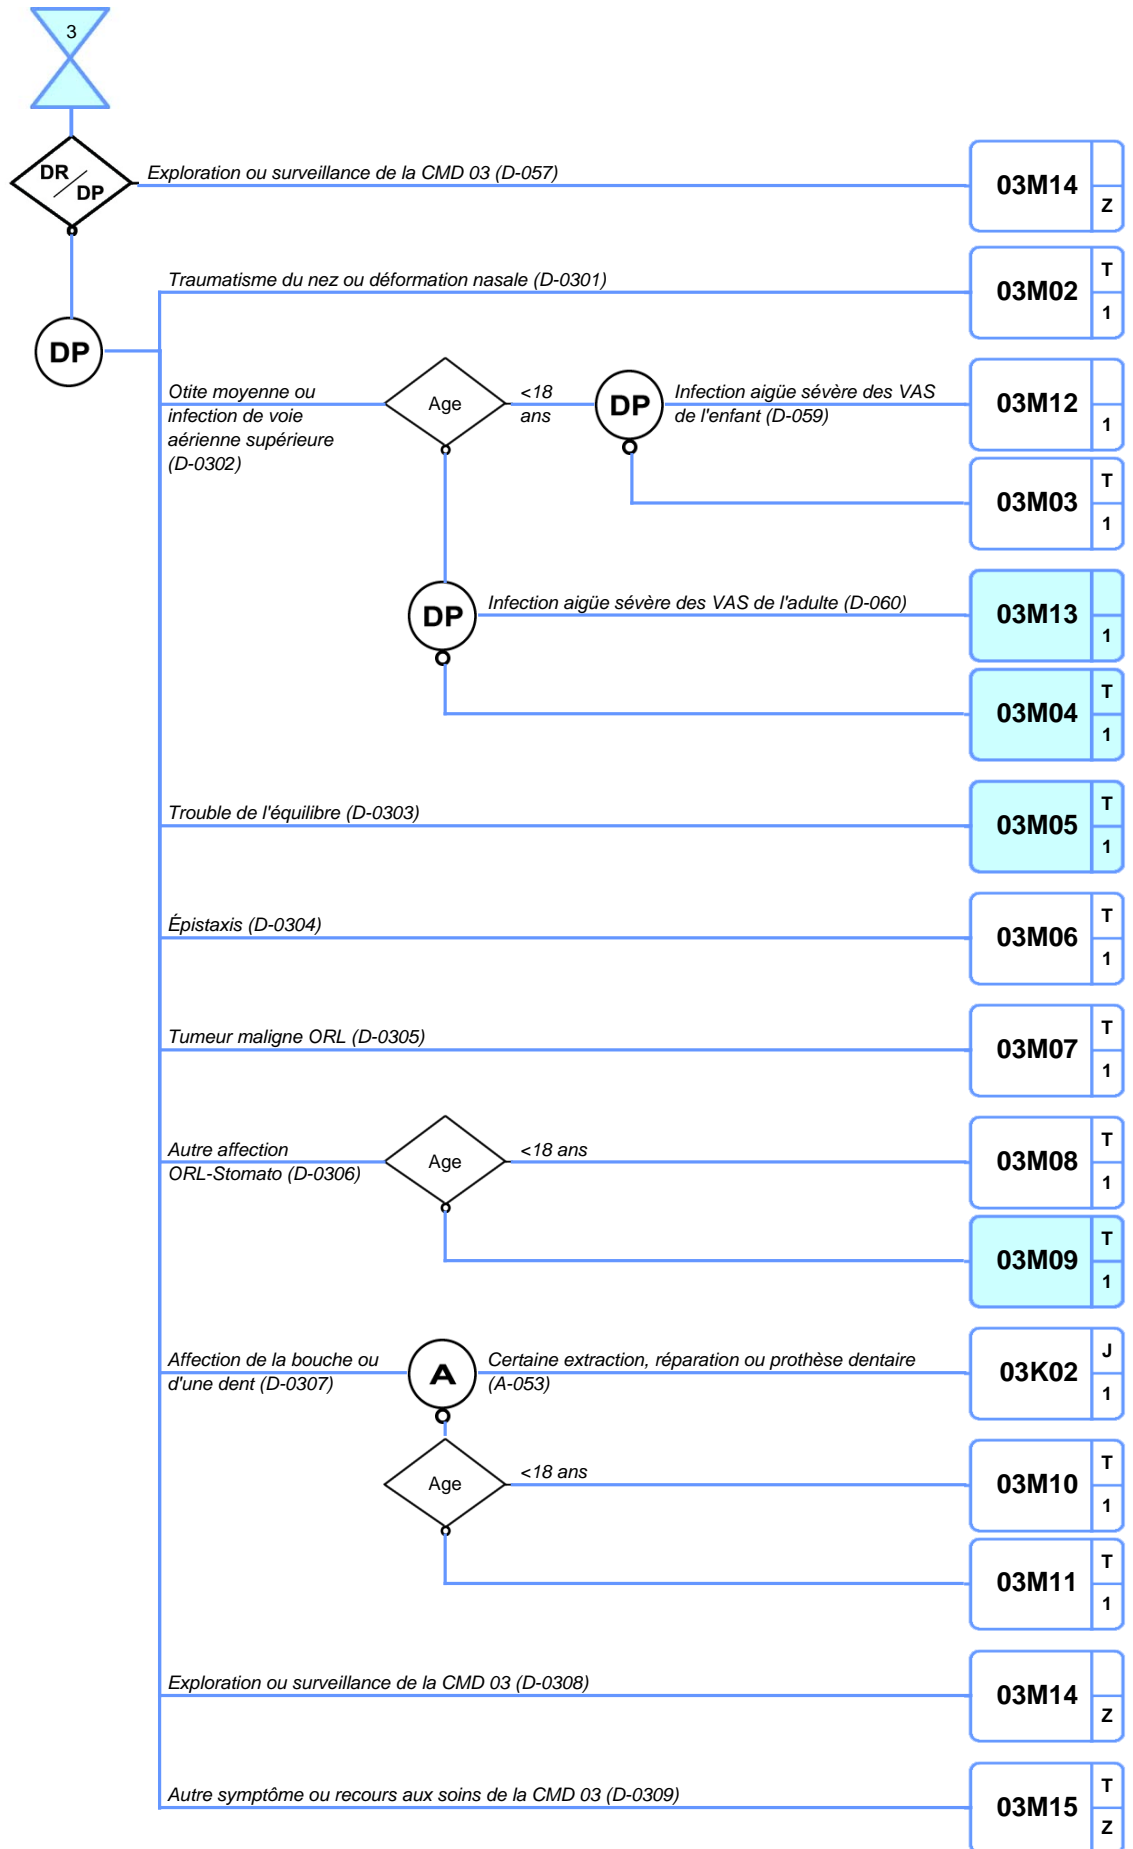 3
DR
DP
Exploration ou surveillance de la CMD 03 (D-057)
03M14
Z
Traumatisme du nez ou déformation nasale (D-0301)
03M02
T
1
DP
Otite moyenne ou
infection de voie
aérienne supérieure
(D-0302)
Age
<18
ans
DP
Infection aigüe sévère des VAS
de l'enfant (D-059)
03M12
1
03M03
T
1
DP
Infection aigüe sévère des VAS de l'adulte (D-060)
03M13
1
03M04
T
1
Trouble de l'équilibre (D-0303)
03M05
T
1
Épistaxis (D-0304)
03M06
T
1
Tumeur maligne ORL (D-0305)
03M07
T
1
Autre affection
ORL-Stomato (D-0306)
Age
<18 ans
03M08
T
1
03M09
T
1
Affection de la bouche ou
d'une dent (D-0307)
A
Certaine extraction, réparation ou prothèse dentaire
(A-053)
03K02
J
1
Age
<18 ans
03M10
T
1
03M11
T
1
Exploration ou surveillance de la CMD 03 (D-0308)
03M14
Z
Autre symptôme ou recours aux soins de la CMD 03 (D-0309)
03M15
T
Z